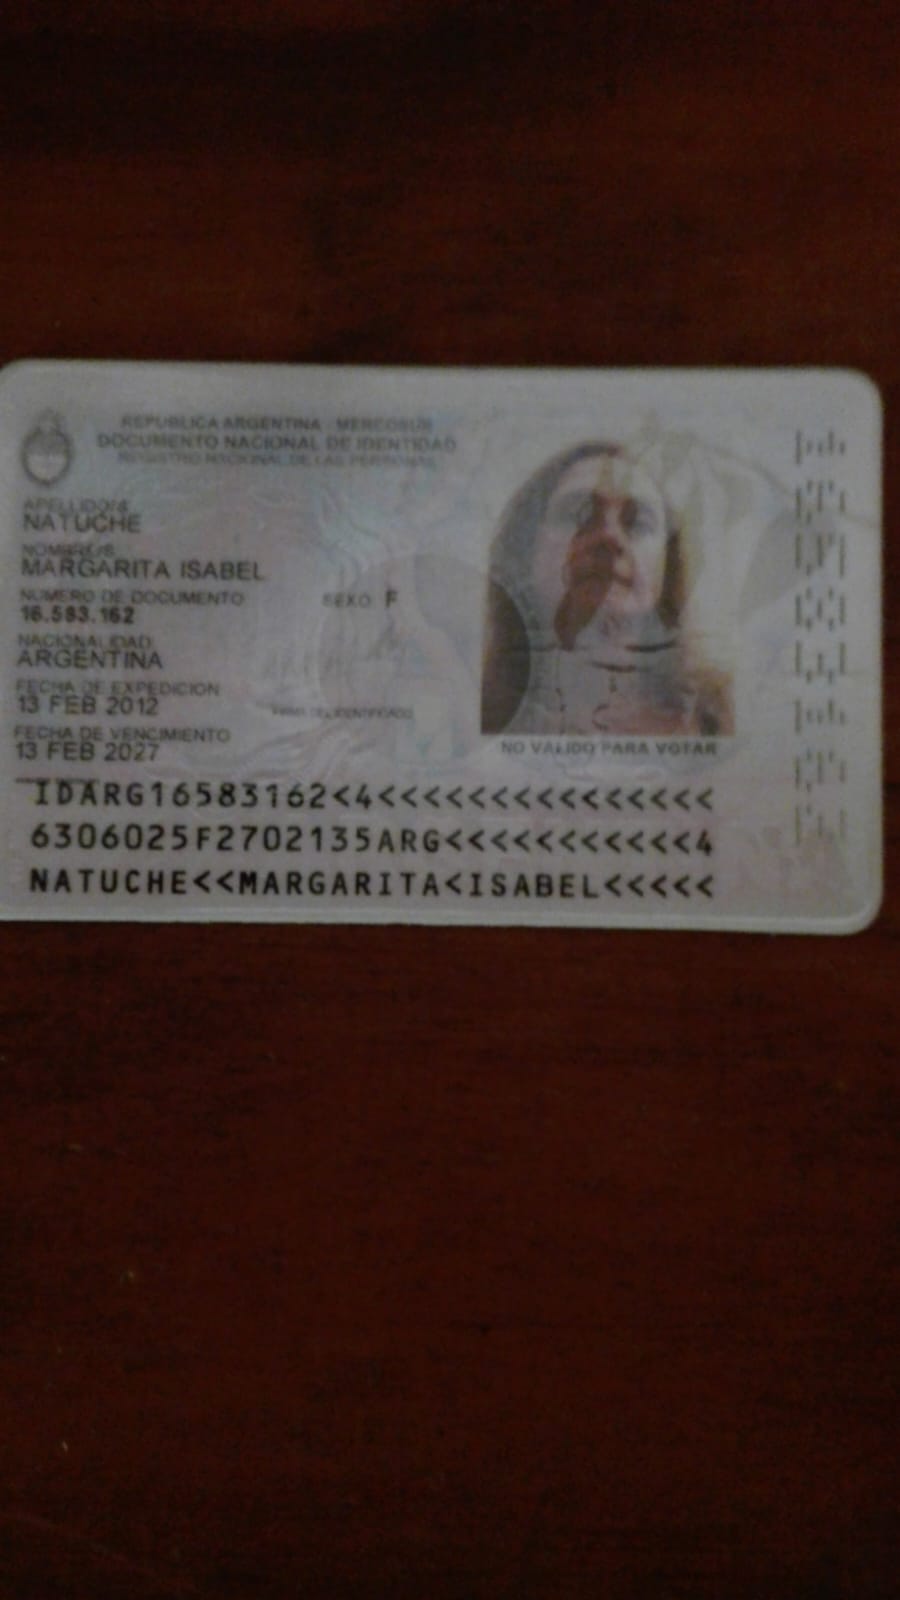 REPUBLICA ARGENTINA - MERCOSUR
DOCUMENTO NACIONAL DE IDENTIDAD
REGISTRO NACIONAL DE LAS PERSONAS
APELLIDO/S
NATUCHE
NOMBRE/S
MARGARITA ISABEL
NUMERO DE DOCUMENTO
SEXO F
16.583.162
NACIONALIDAD
ARGENTINA
FECHA DE EXPEDICION
13 FEB 2012
FIRMA DEL IDENTIFICADO
FECHA DE VENCIMIENTO
13 FEB 2027
NO VALIDO PARA VOTAR
IDARG16583162<4<<<<<<<<<<<<<<<
6306025F2702135ARG<<<<<<<<<<<4
NATUCHE<<MARGARITA<ISABEL<<<<<